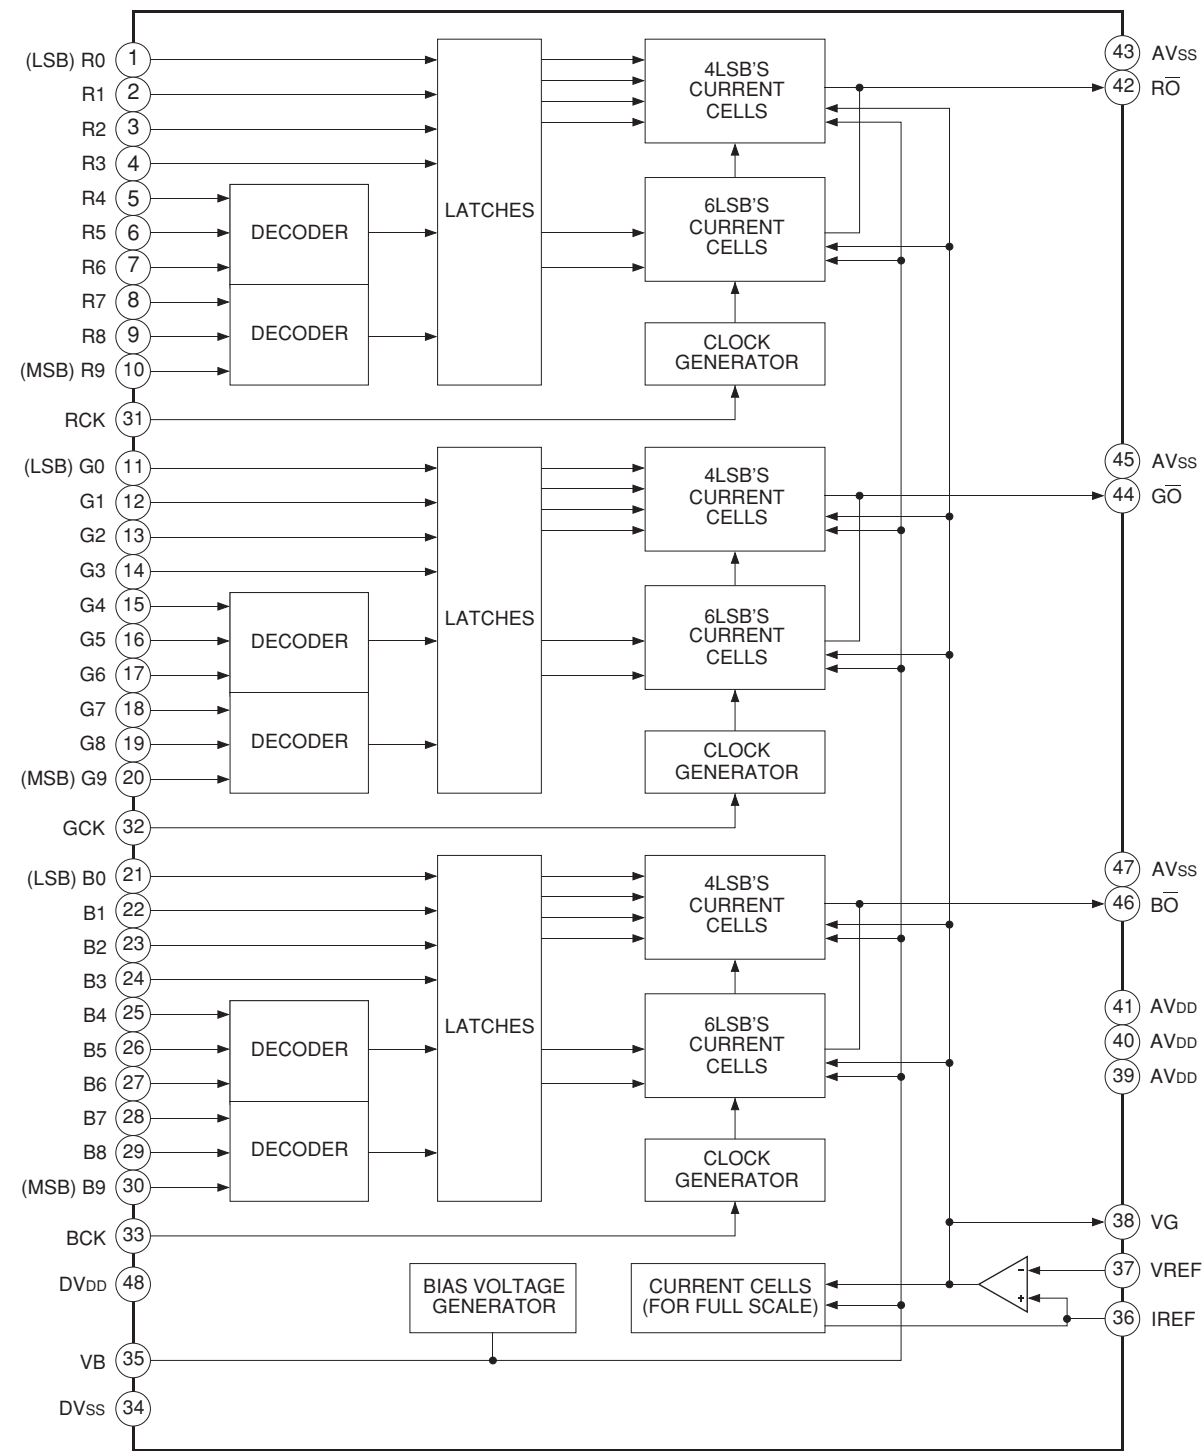 (LSB) R0 1
R1 2
R2 3
R3 4
R4 5
R5 6
R6 7
R7 8
R8 9
(MSB) R9 10
RCK 31
DECODER
DECODER
LATCHES
4LSB'S
CURRENT
CELLS
6LSB'S
CURRENT
CELLS
CLOCK
GENERATOR
43 AVSS
42 RO̅
(LSB) G0 11
G1 12
G2 13
G3 14
G4 15
G5 16
G6 17
G7 18
G8 19
(MSB) G9 20
GCK 32
DECODER
DECODER
LATCHES
4LSB'S
CURRENT
CELLS
6LSB'S
CURRENT
CELLS
CLOCK
GENERATOR
45 AVSS
44 GO̅
(LSB) B0 21
B1 22
B2 23
B3 24
B4 25
B5 26
B6 27
B7 28
B8 29
(MSB) B9 30
BCK 33
DECODER
DECODER
LATCHES
4LSB'S
CURRENT
CELLS
6LSB'S
CURRENT
CELLS
CLOCK
GENERATOR
47 AVSS
46 BO̅
41 AVDD
40 AVDD
39 AVDD
38 VG
37 VREF
36 IREF
DVDD 48
VB 35
DVSS 34
BIAS VOLTAGE
GENERATOR
CURRENT CELLS
(FOR FULL SCALE)
-
+